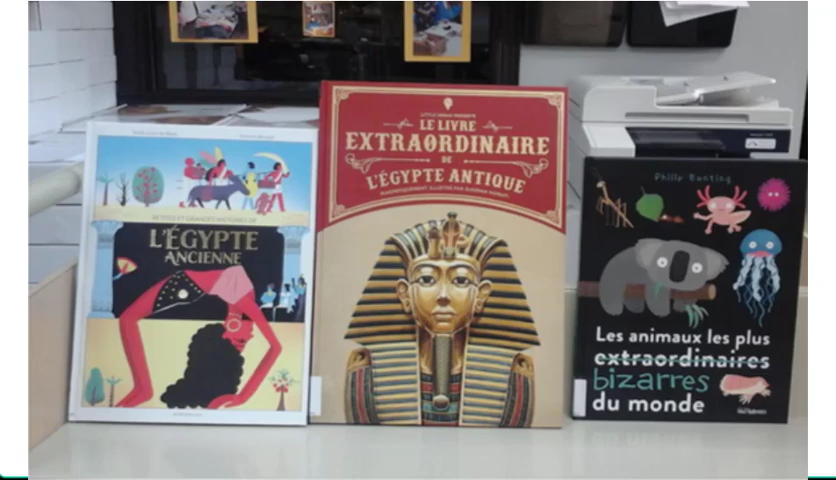 PETITES ET GRANDES HISTOIRES DE
L'ÉGYPTE
ANCIENNE
LE LIVRE
EXTRAORDINAIRE
DE
L'ÉGYPTE ANTIQUE
Philip Bunting
Les animaux les plus
extraordinaires
bizarres
du monde